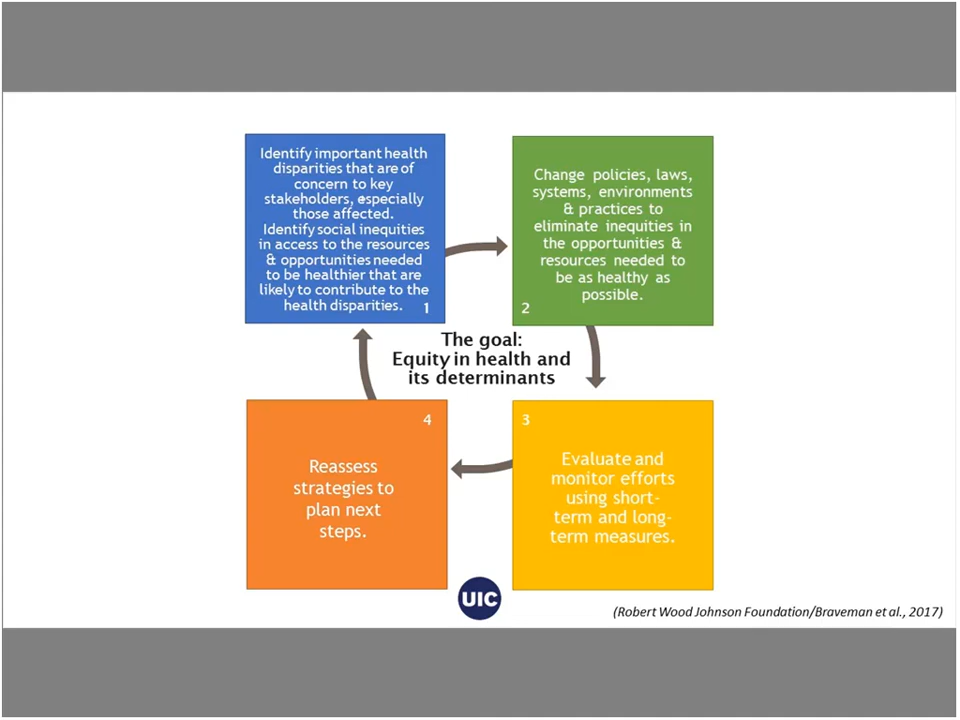 Identify important health
disparities that are of
concern to key
stakeholders, especially
those affected.
Identify social inequities
in access to the resources
& opportunities needed
to be healthier that are
likely to contribute to the
health disparities. 1
Change policies, laws,
systems, environments
& practices to
eliminate inequities in
the opportunities &
resources needed to
be as healthy as
possible.
2
The goal:
Equity in health and
its determinants
3
Evaluate and
monitor efforts
using short-
term and long-
term measures.
4
Reassess
strategies to
plan next
steps.
UIC
(Robert Wood Johnson Foundation/Braveman et al., 2017)